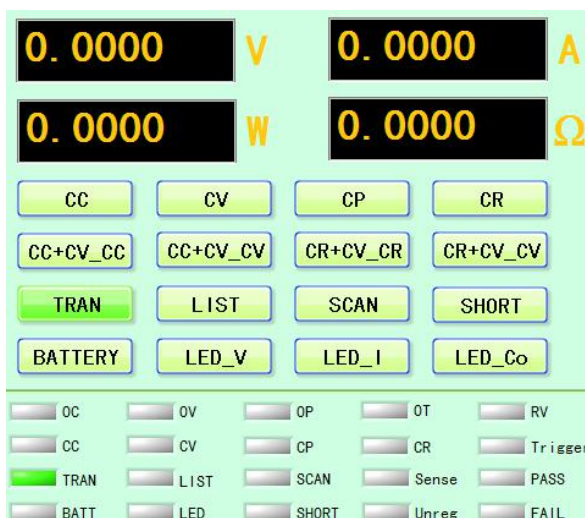 0.0000 V 0.0000 A
0.0000 W 0.0000 Ω
CC CV CP CR
CC+CV_CC CC+CV_CV CR+CV_CR CR+CV_CV
TRAN LIST SCAN SHORT
BATTERY LED_V LED_I LED_Co
OC OV OP OT RV
CC CV CP CR Trigger
TRAN LIST SCAN Sense PASS
BATT LED SHORT Unreg FAIL